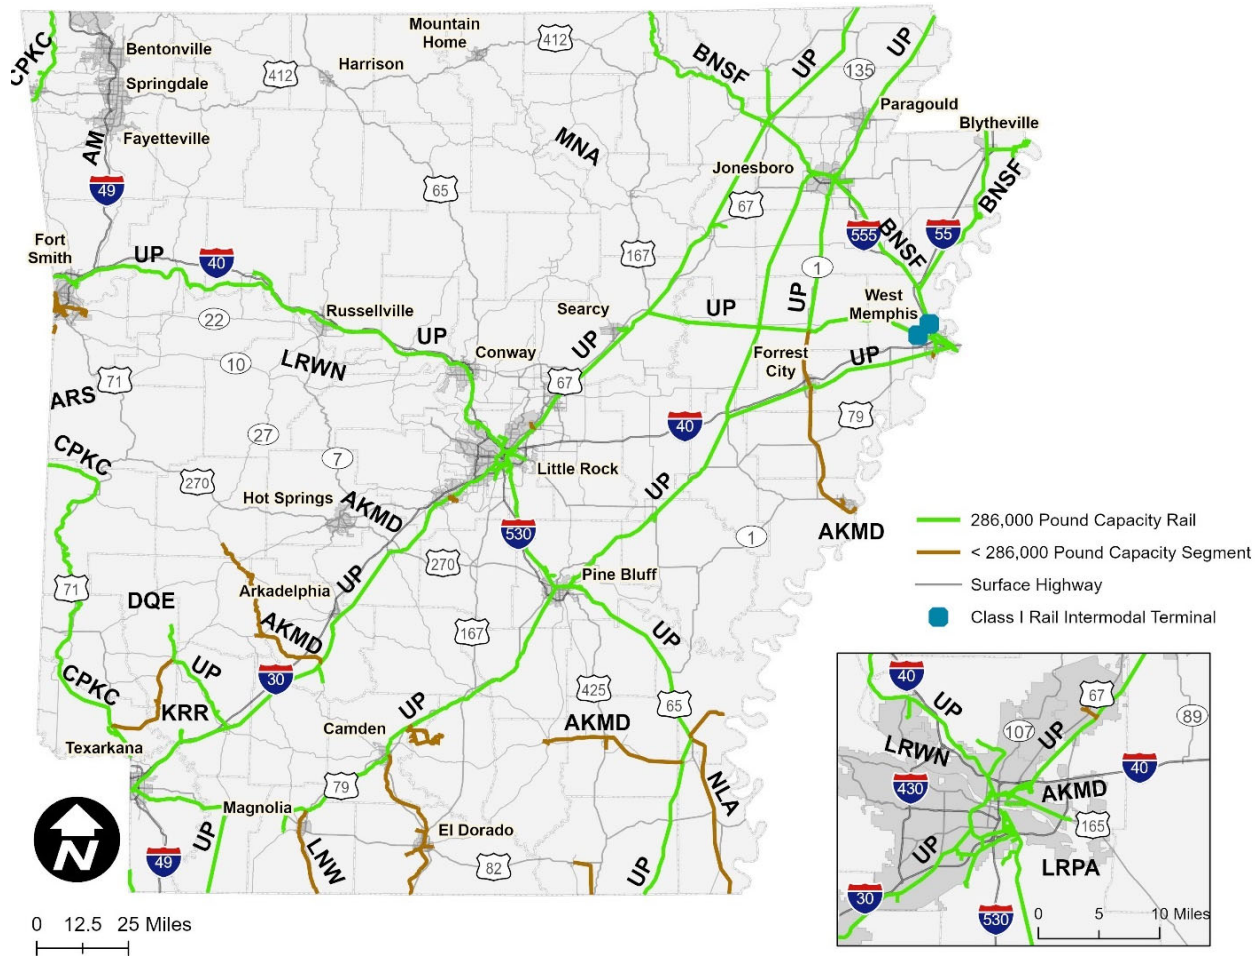 CPKC
Bentonville
Springdale
Fayetteville
AM
49
412
Harrison
Mountain
Home
412
BNSF
UP
UP
135
Paragould
Blytheville
BNSF
MNA
Jonesboro
65
67
167
555
BNSF
55
1
Fort
Smith
UP
40
22
Russellville
UP
Searcy
UP
UP
UP
West
Memphis
10
LRWN
Conway
67
Forrest
City
UP
ARS
71
27
7
40
79
CPKC
270
Hot Springs
AKMD
Little Rock
UP
530
1
AKMD
71
DQE
Arkadelphia
UP
270
Pine Bluff
AKMD
167
UP
CPKC
UP
KRR
30
Camden
UP
425
65
AKMD
Texarkana
79
NLA
Magnolia
UP
49
LNW
El Dorado
82
UP
N
0 12.5 25 Miles
286,000 Pound Capacity Rail
< 286,000 Pound Capacity Segment
Surface Highway
Class I Rail Intermodal Terminal
40
UP
67
107
89
LRWN
UP
40
430
AKMD
165
UP
LRPA
30
530
0 5 10 Miles